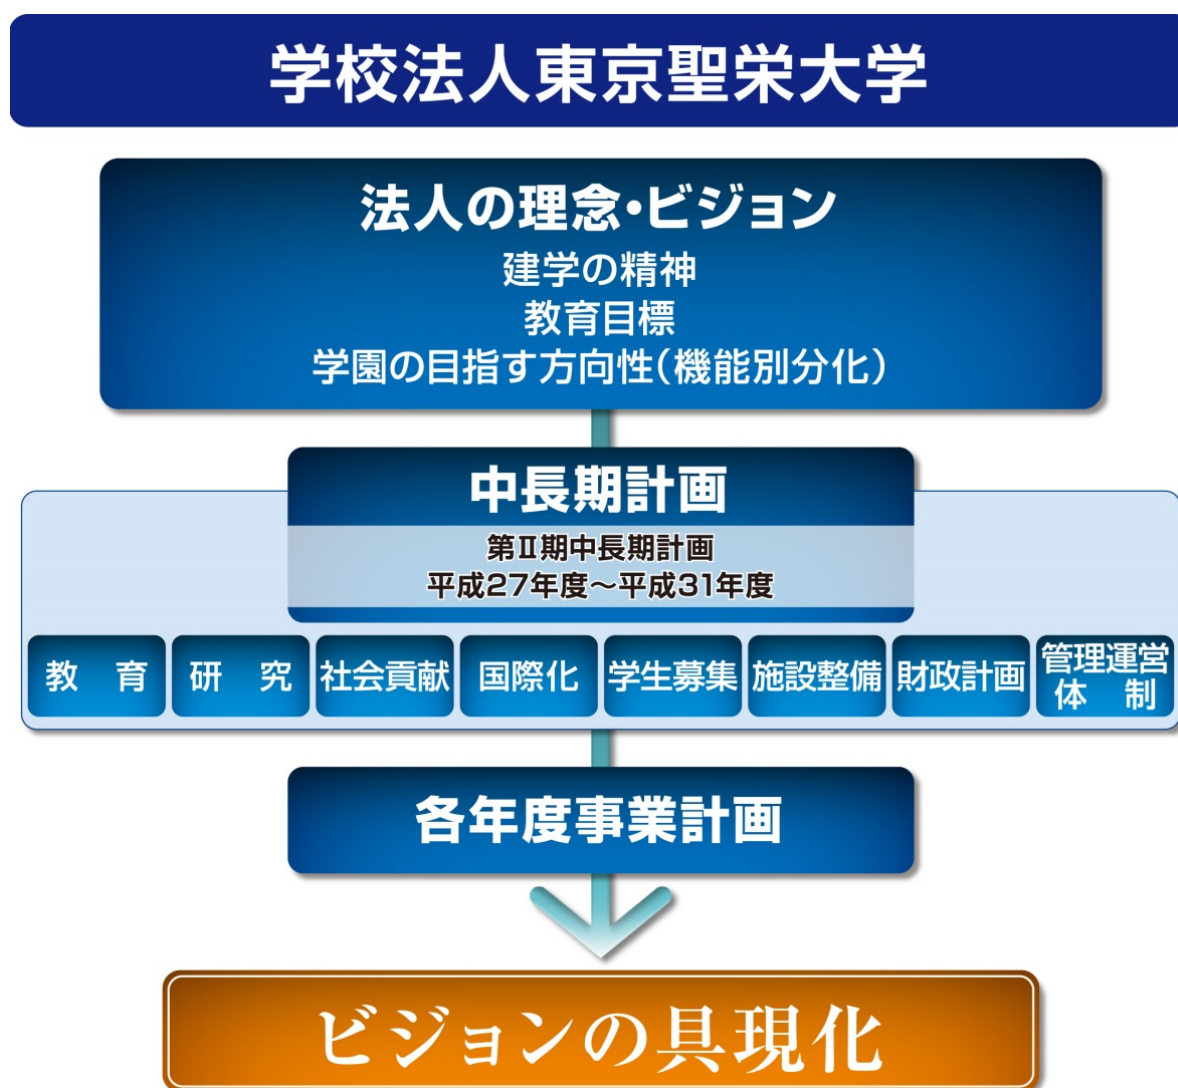 学校法人東京聖栄大学
法人の理念・ビジョン
建学の精神
教育目標
学園の目指す方向性(機能別分化)
中長期計画
第Ⅱ期中長期計画
平成27年度～平成31年度
教　育
研　究
社会貢献
国際化
学生募集
施設整備
財政計画
管理運営
体　制
各年度事業計画
ビジョンの具現化